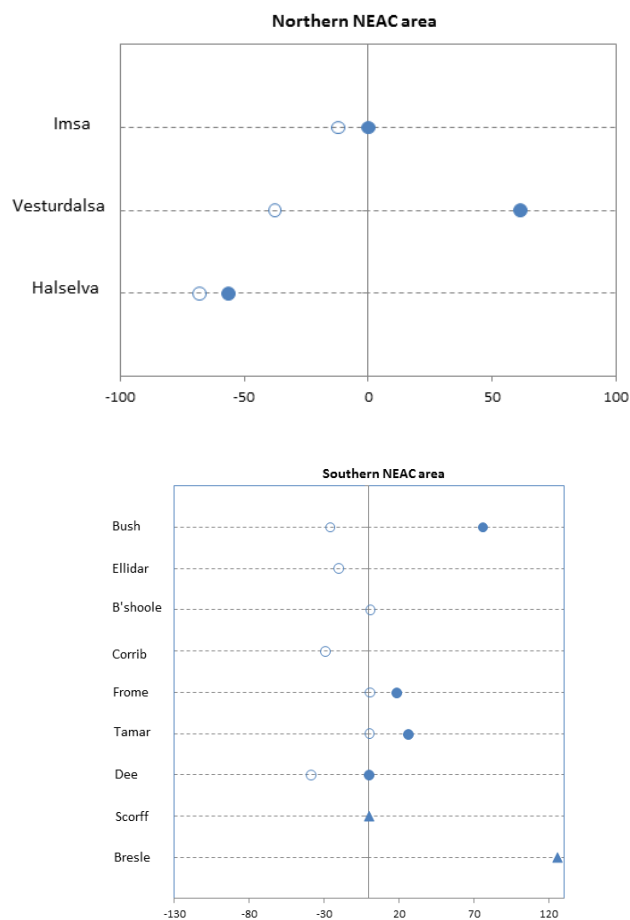 Northern NEAC area
Imsa
Vesturdalsa
Halselva
-100 -50 0 50 100
Southern NEAC area
Bush
Ellidar
B'shoole
Corrib
Frome
Tamar
Dee
Scorff
Bresle
-130 -80 -30 20 70 120